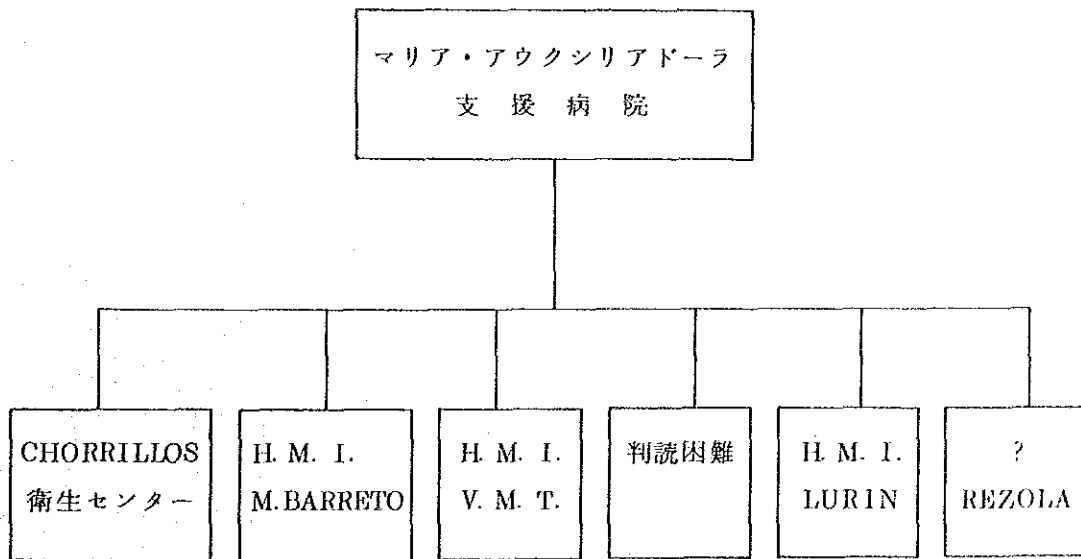 マリア・アウクシリアドーラ
支援病院
CHORRILLOS
衛生センター
H. M. I.
M. BARRETO
H. M. I.
V. M. T.
判読困難
H. M. I.
LURIN
?
REZOLA